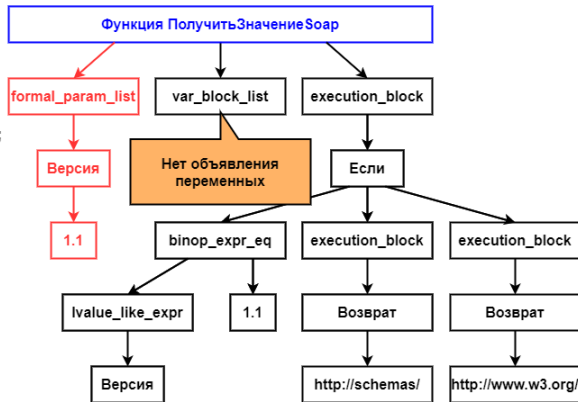 Функция ПолучитьЗначениеSoap
formal_param_list
var_block_list
execution_block
Версия
Нет объявления
переменных
Если
1.1
binop_expr_eq
execution_block
execution_block
lvalue_like_expr
1.1
Возврат
Возврат
Версия
http://schemas/
http://www.w3.org/